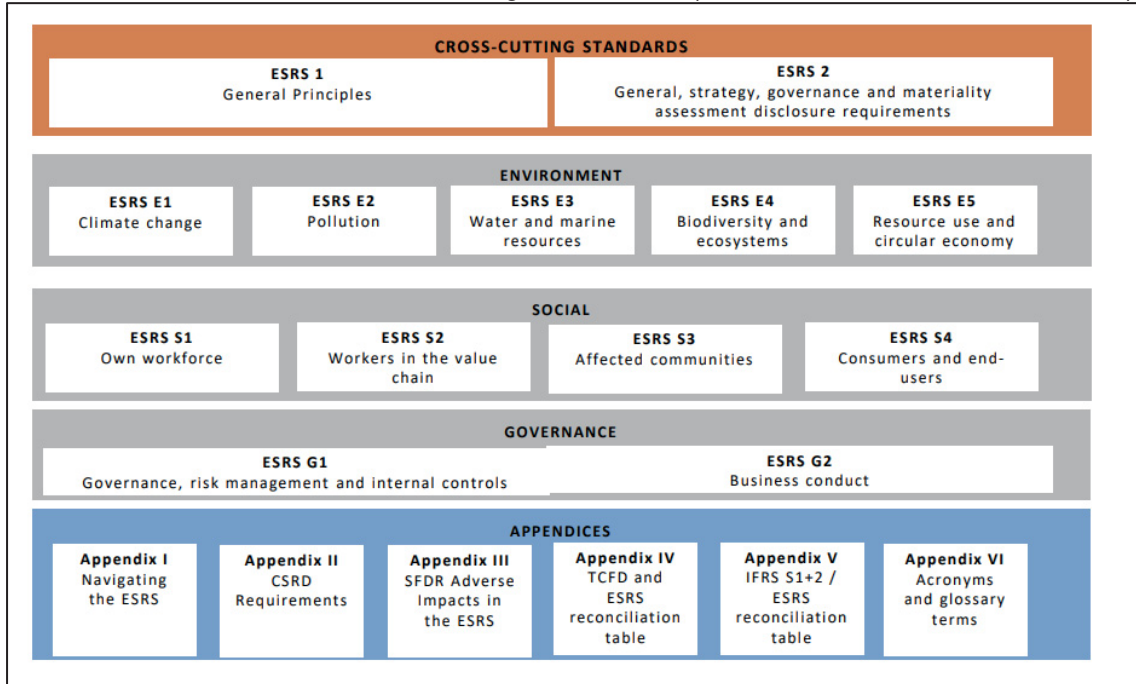 CROSS-CUTTING STANDARDS
ESRS 1
General Principles
ESRS 2
General, strategy, governance and materiality
assessment disclosure requirements
ENVIRONMENT
ESRS E1
Climate change
ESRS E2
Pollution
ESRS E3
Water and marine
resources
ESRS E4
Biodiversity and
ecosystems
ESRS E5
Resource use and
circular economy
SOCIAL
ESRS S1
Own workforce
ESRS S2
Workers in the value
chain
ESRS S3
Affected communities
ESRS S4
Consumers and end-
users
GOVERNANCE
ESRS G1
Governance, risk management and internal controls
ESRS G2
Business conduct
APPENDICES
Appendix I
Navigating
the ESRS
Appendix II
CSRD
Requirements
Appendix III
SFDR Adverse
Impacts in
the ESRS
Appendix IV
TCFD and
ESRS
reconciliation
table
Appendix V
IFRS S1+2 /
ESRS
reconciliation
table
Appendix VI
Acronyms
and glossary
terms